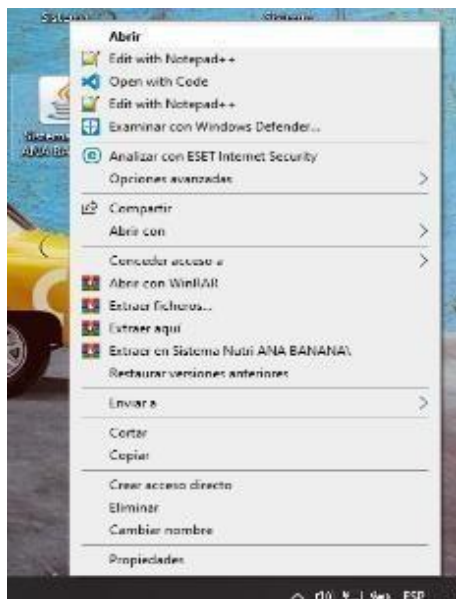 Abrir
Edit with Notepad++
Open with Code
Edit with Notepad++
Examinar con Windows Defender...
Analizar con ESET Internet Security
Opciones avanzadas
Compartir
Abrir con
Conceder acceso a
Abrir con WinRAR
Extraer ficheros...
Extraer aquí
Extraer en Sistema Nutri ANA BANANA\
Restaurar versiones anteriores
Enviar a
Cortar
Copiar
Crear acceso directo
Eliminar
Cambiar nombre
Propiedades
ESP